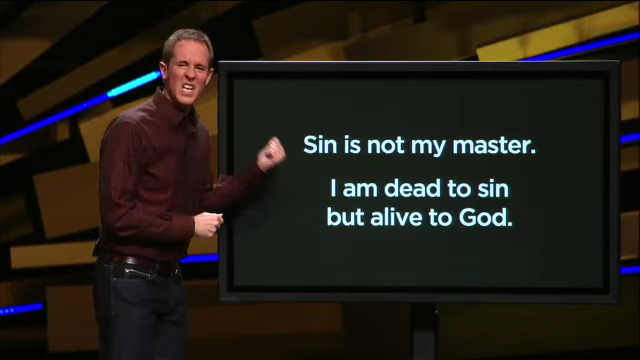 Sin is not my master.
I am dead to sin
but alive to God.